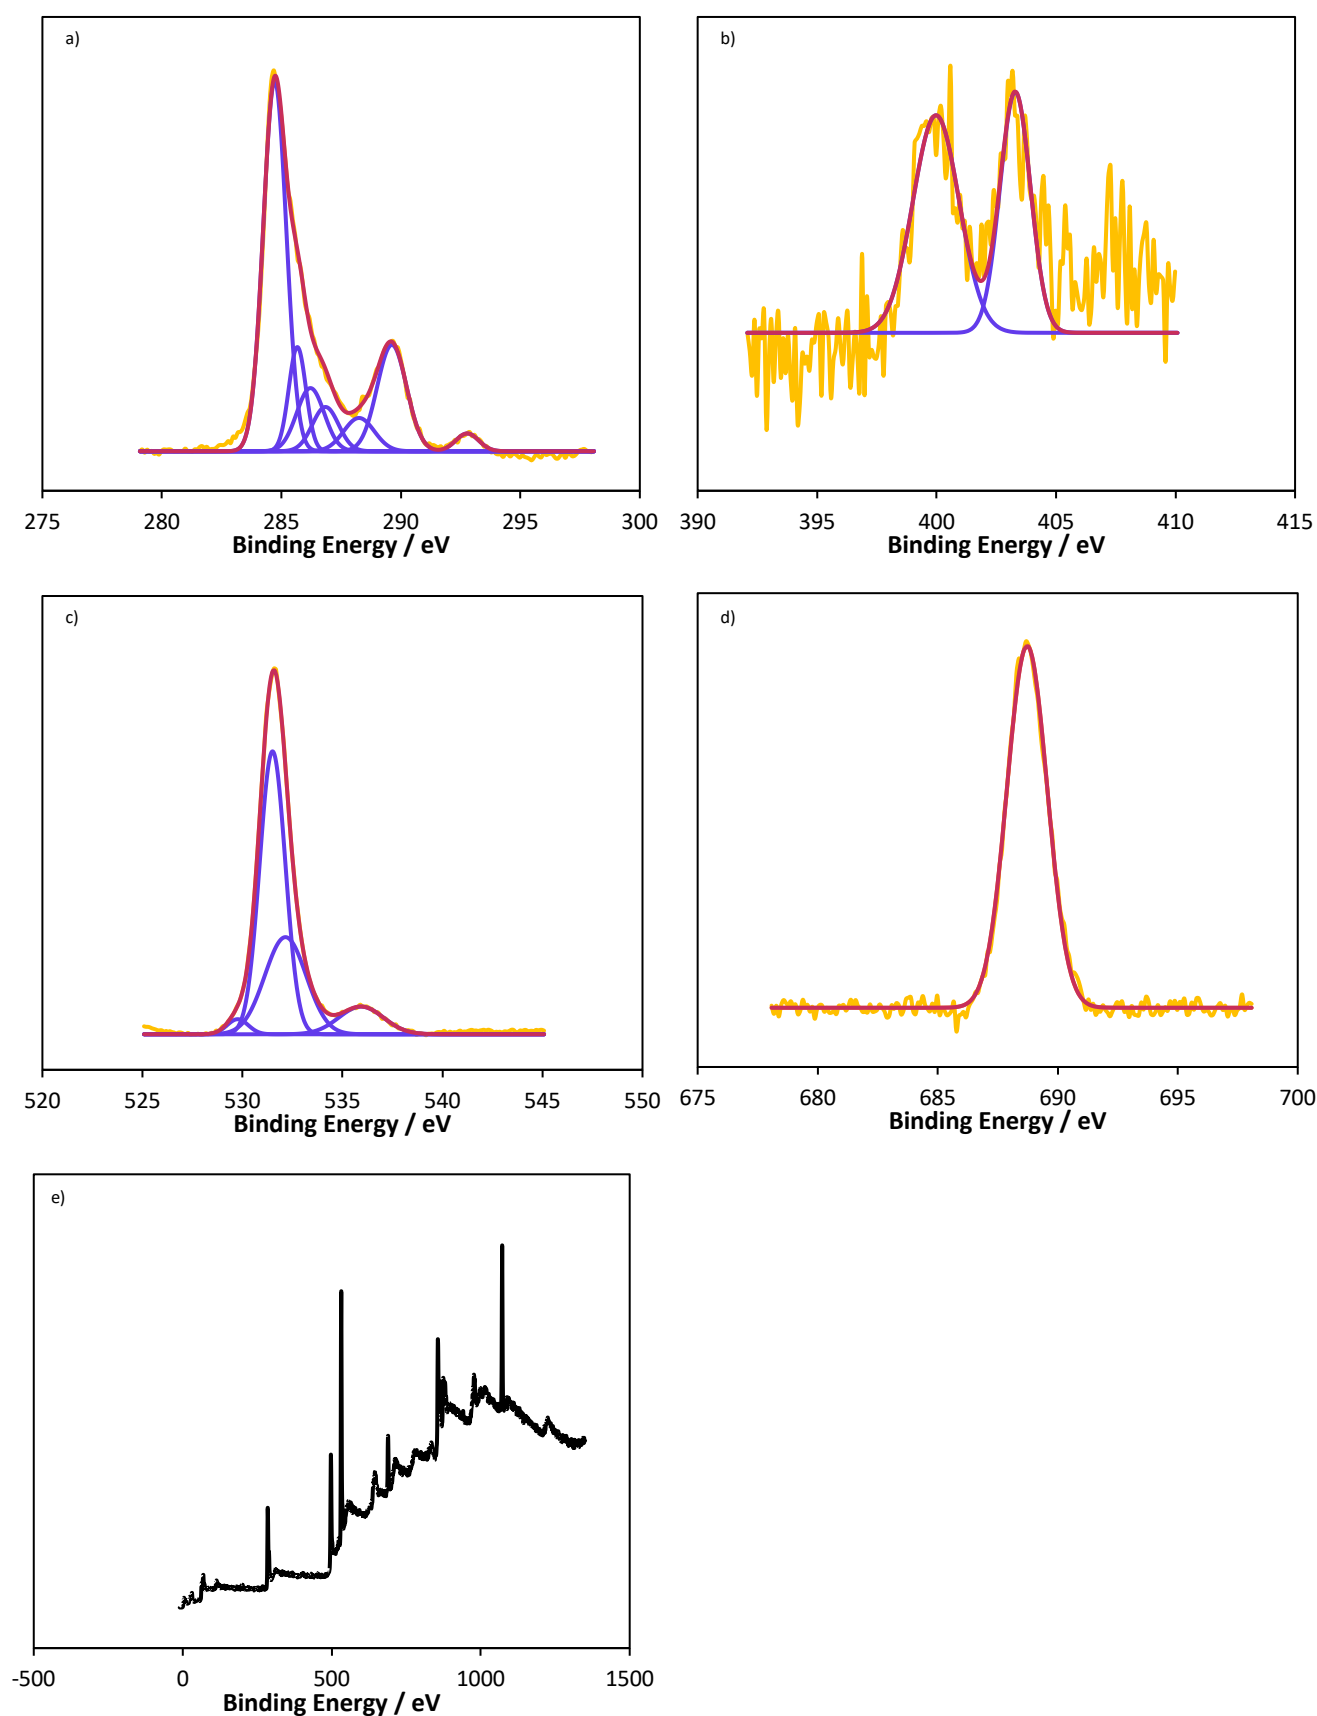 a)
275 280 285 290 295 300
Binding Energy / eV
b)
390 395 400 405 410 415
Binding Energy / eV
c)
520 525 530 535 540 545 550
Binding Energy / eV
d)
675 680 685 690 695 700
Binding Energy / eV
e)
-500 0 500 1000 1500
Binding Energy / eV